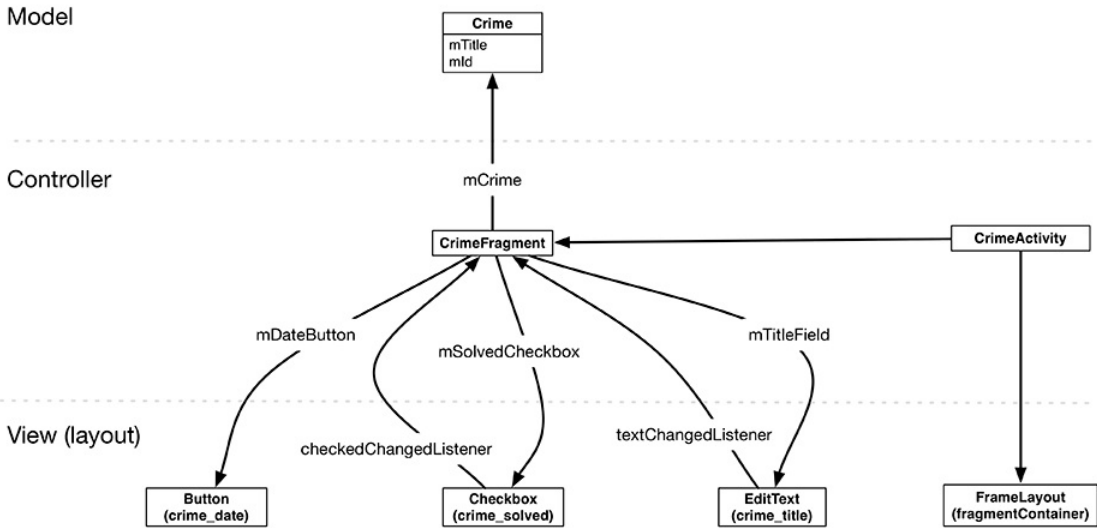 Model
Crime
mTitle
mId
mCrime
Controller
CrimeFragment
CrimeActivity
mDateButton
mSolvedCheckbox
mTitleField
View (layout)
checkedChangedListener
textChangedListener
Button
(crime_date)
Checkbox
(crime_solved)
EditText
(crime_title)
FrameLayout
(fragmentContainer)